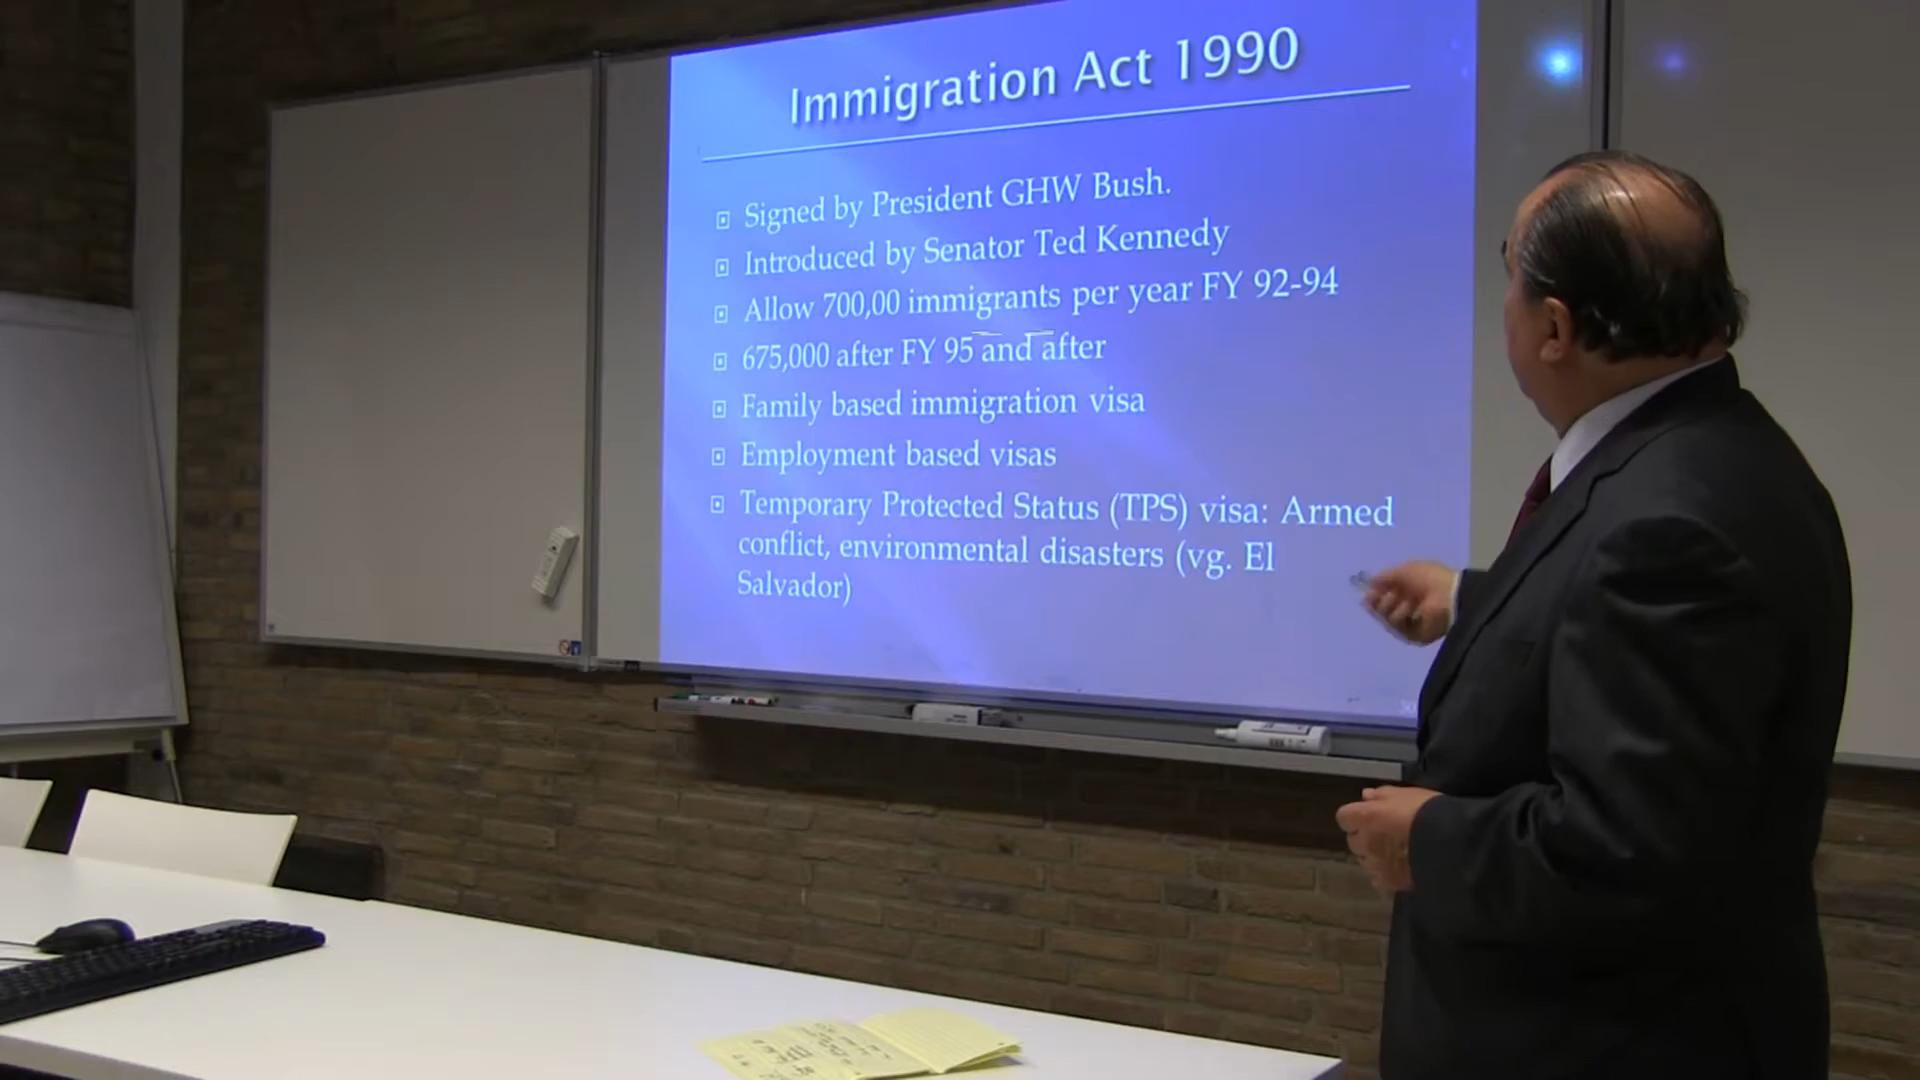 Immigration Act 1990
Signed by President GHW Bush.
Introduced by Senator Ted Kennedy
Allow 700,00 immigrants per year FY 92-94
675,000 after FY 95 and after
Family based immigration visa
Employment based visas
Temporary Protected Status (TPS) visa: Armed
conflict, environmental disasters (vg. El
Salvador)